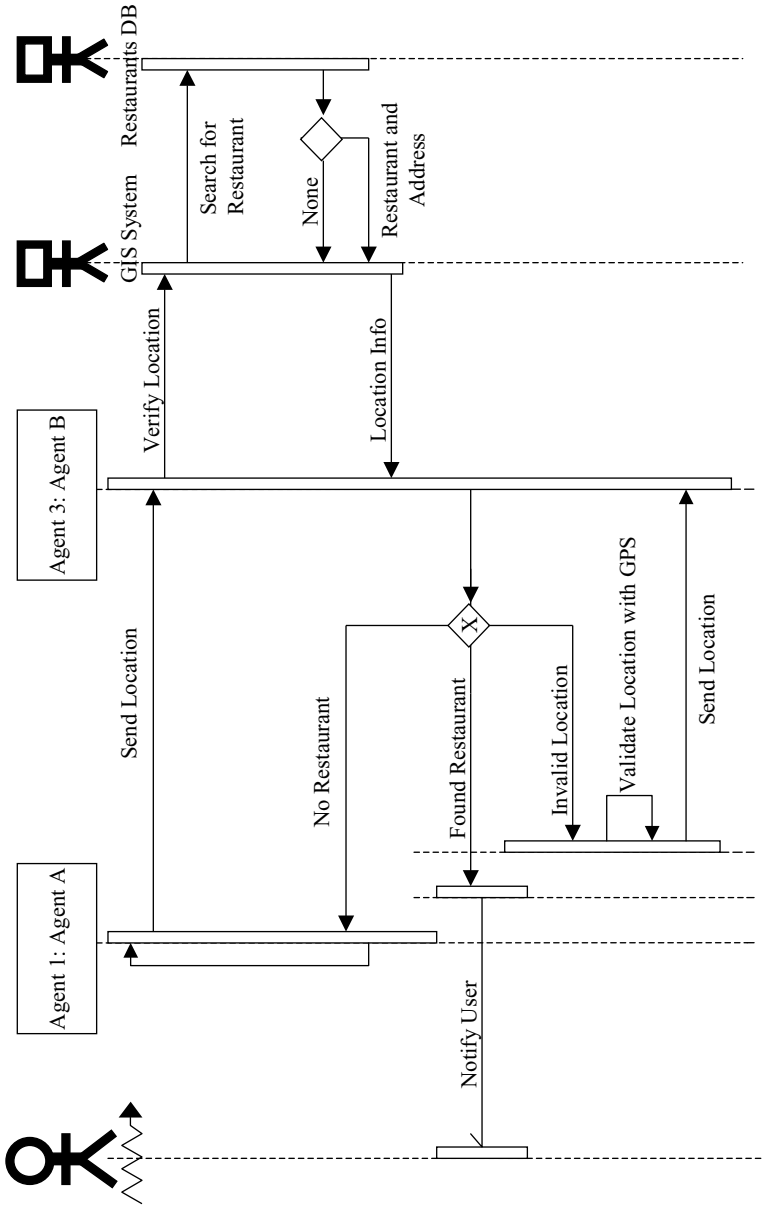 Agent 1: Agent A
Agent 3: Agent B
GIS System
Restaurants DB
Send Location
Verify Location
Search for
Restaurant
None
Restaurant and
Address
Location Info
No Restaurant
X
Found Restaurant
Notify User
Invalid Location
Validate Location with GPS
Send Location